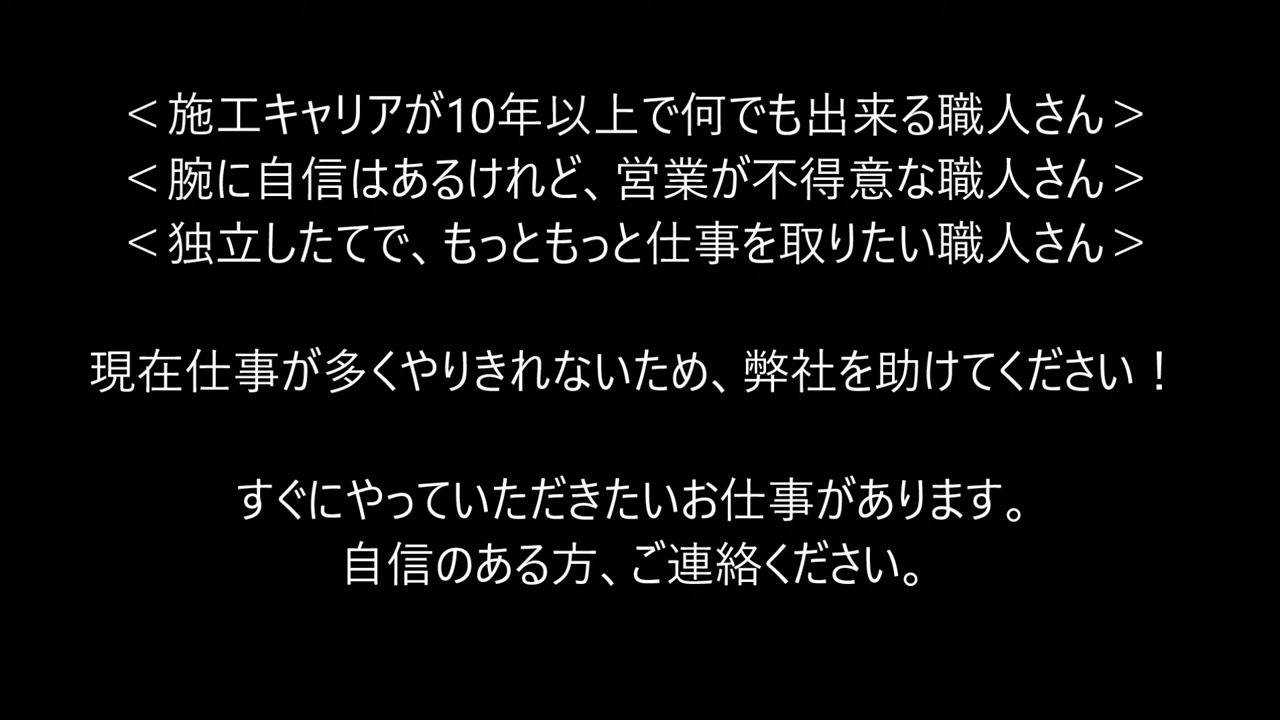 ＜施工キャリアが10年以上で何でも出来る職人さん＞
＜腕に自信はあるけれど、営業が不得意な職人さん＞
＜独立したてで、もっともっと仕事を取りたい職人さん＞
現在仕事が多くやりきれないため、弊社を助けてください！
すぐにやっていただきたいお仕事があります。
自信のある方、ご連絡ください。